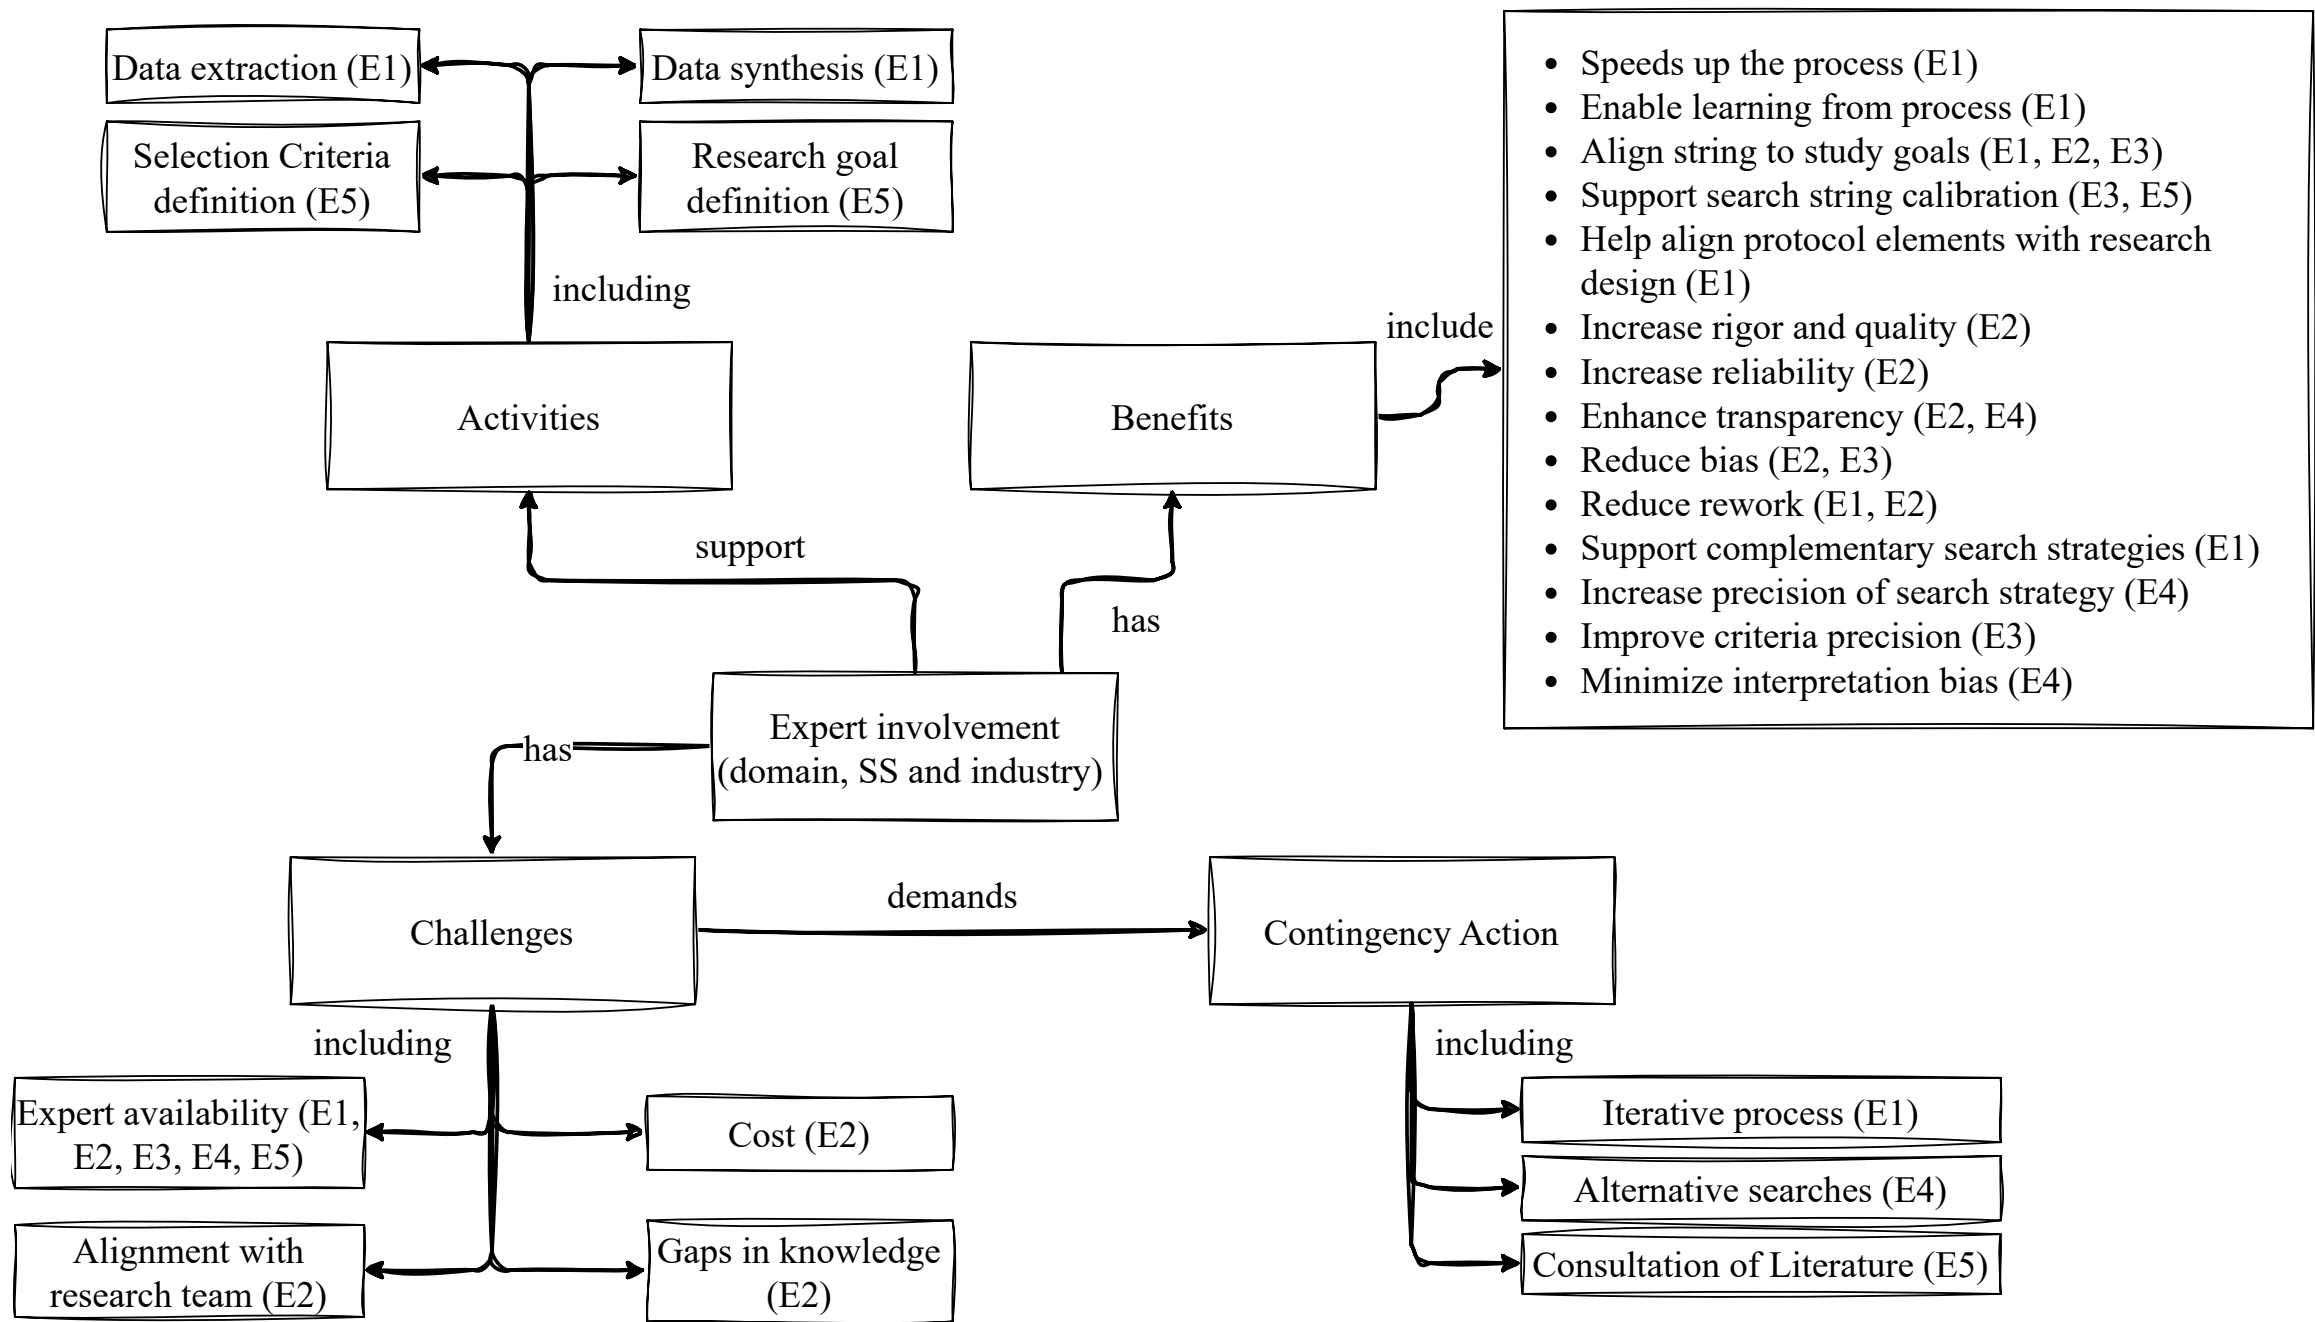 Data extraction (E1)
Data synthesis (E1)
Selection Criteria
definition (E5)
Research goal
definition (E5)
including
Activities
Benefits
include
• Speeds up the process (E1)
• Enable learning from process (E1)
• Align string to study goals (E1, E2, E3)
• Support search string calibration (E3, E5)
• Help align protocol elements with research
design (E1)
• Increase rigor and quality (E2)
• Increase reliability (E2)
• Enhance transparency (E2, E4)
• Reduce bias (E2, E3)
• Reduce rework (E1, E2)
• Support complementary search strategies (E1)
• Increase precision of search strategy (E4)
• Improve criteria precision (E3)
• Minimize interpretation bias (E4)
support
has
Expert involvement
(domain, SS and industry)
has
Challenges
demands
Contingency Action
including
including
Expert availability (E1,
E2, E3, E4, E5)
Cost (E2)
Alignment with
research team (E2)
Gaps in knowledge
(E2)
Iterative process (E1)
Alternative searches (E4)
Consultation of Literature (E5)